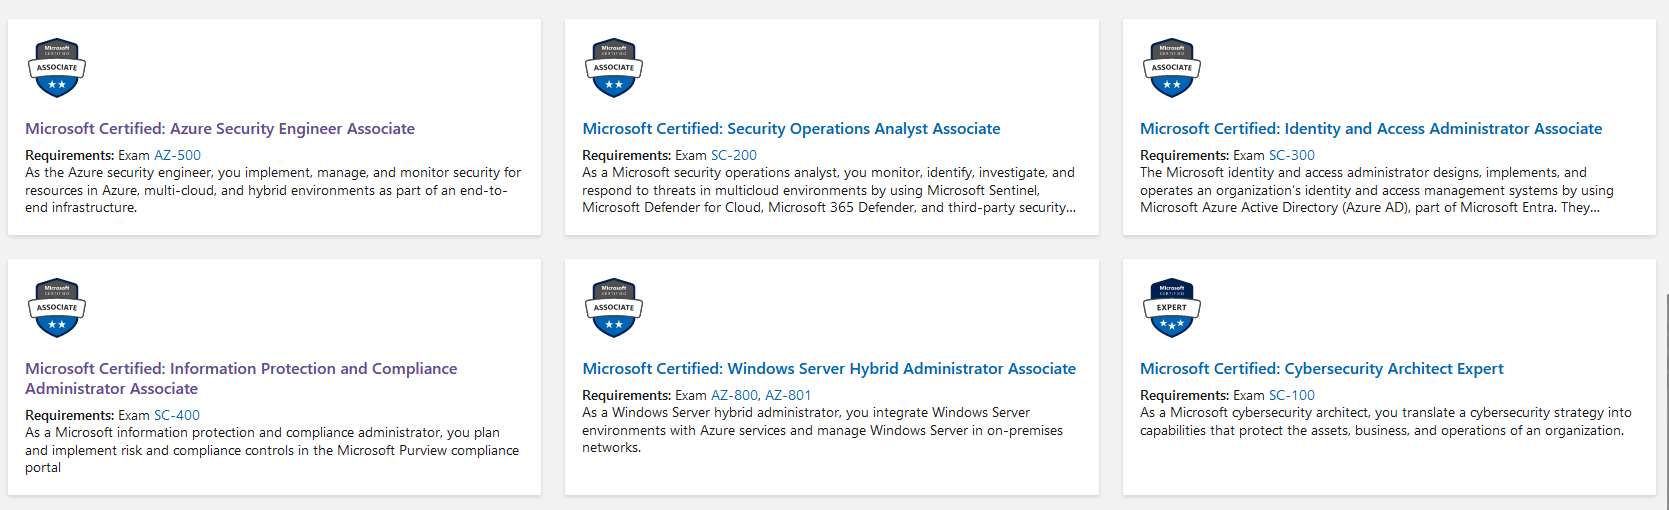 Microsoft
CERTIFIED
ASSOCIATE
Microsoft Certified: Azure Security Engineer Associate
Requirements: Exam AZ-500
As the Azure security engineer, you implement, manage, and monitor security for
resources in Azure, multi-cloud, and hybrid environments as part of an end-to-
end infrastructure.
Microsoft
CERTIFIED
ASSOCIATE
Microsoft Certified: Security Operations Analyst Associate
Requirements: Exam SC-200
As a Microsoft security operations analyst, you monitor, identify, investigate, and
respond to threats in multicloud environments by using Microsoft Sentinel,
Microsoft Defender for Cloud, Microsoft 365 Defender, and third-party security...
Microsoft
CERTIFIED
ASSOCIATE
Microsoft Certified: Identity and Access Administrator Associate
Requirements: Exam SC-300
The Microsoft identity and access administrator designs, implements, and
operates an organization’s identity and access management systems by using
Microsoft Azure Active Directory (Azure AD), part of Microsoft Entra. They...
Microsoft
CERTIFIED
ASSOCIATE
Microsoft Certified: Information Protection and Compliance
Administrator Associate
Requirements: Exam SC-400
As a Microsoft information protection and compliance administrator, you plan
and implement risk and compliance controls in the Microsoft Purview compliance
portal
Microsoft
CERTIFIED
ASSOCIATE
Microsoft Certified: Windows Server Hybrid Administrator Associate
Requirements: Exam AZ-800, AZ-801
As a Windows Server hybrid administrator, you integrate Windows Server
environments with Azure services and manage Windows Server in on-premises
networks.
Microsoft
CERTIFIED
EXPERT
Microsoft Certified: Cybersecurity Architect Expert
Requirements: Exam SC-100
As a Microsoft cybersecurity architect, you translate a cybersecurity strategy into
capabilities that protect the assets, business, and operations of an organization.